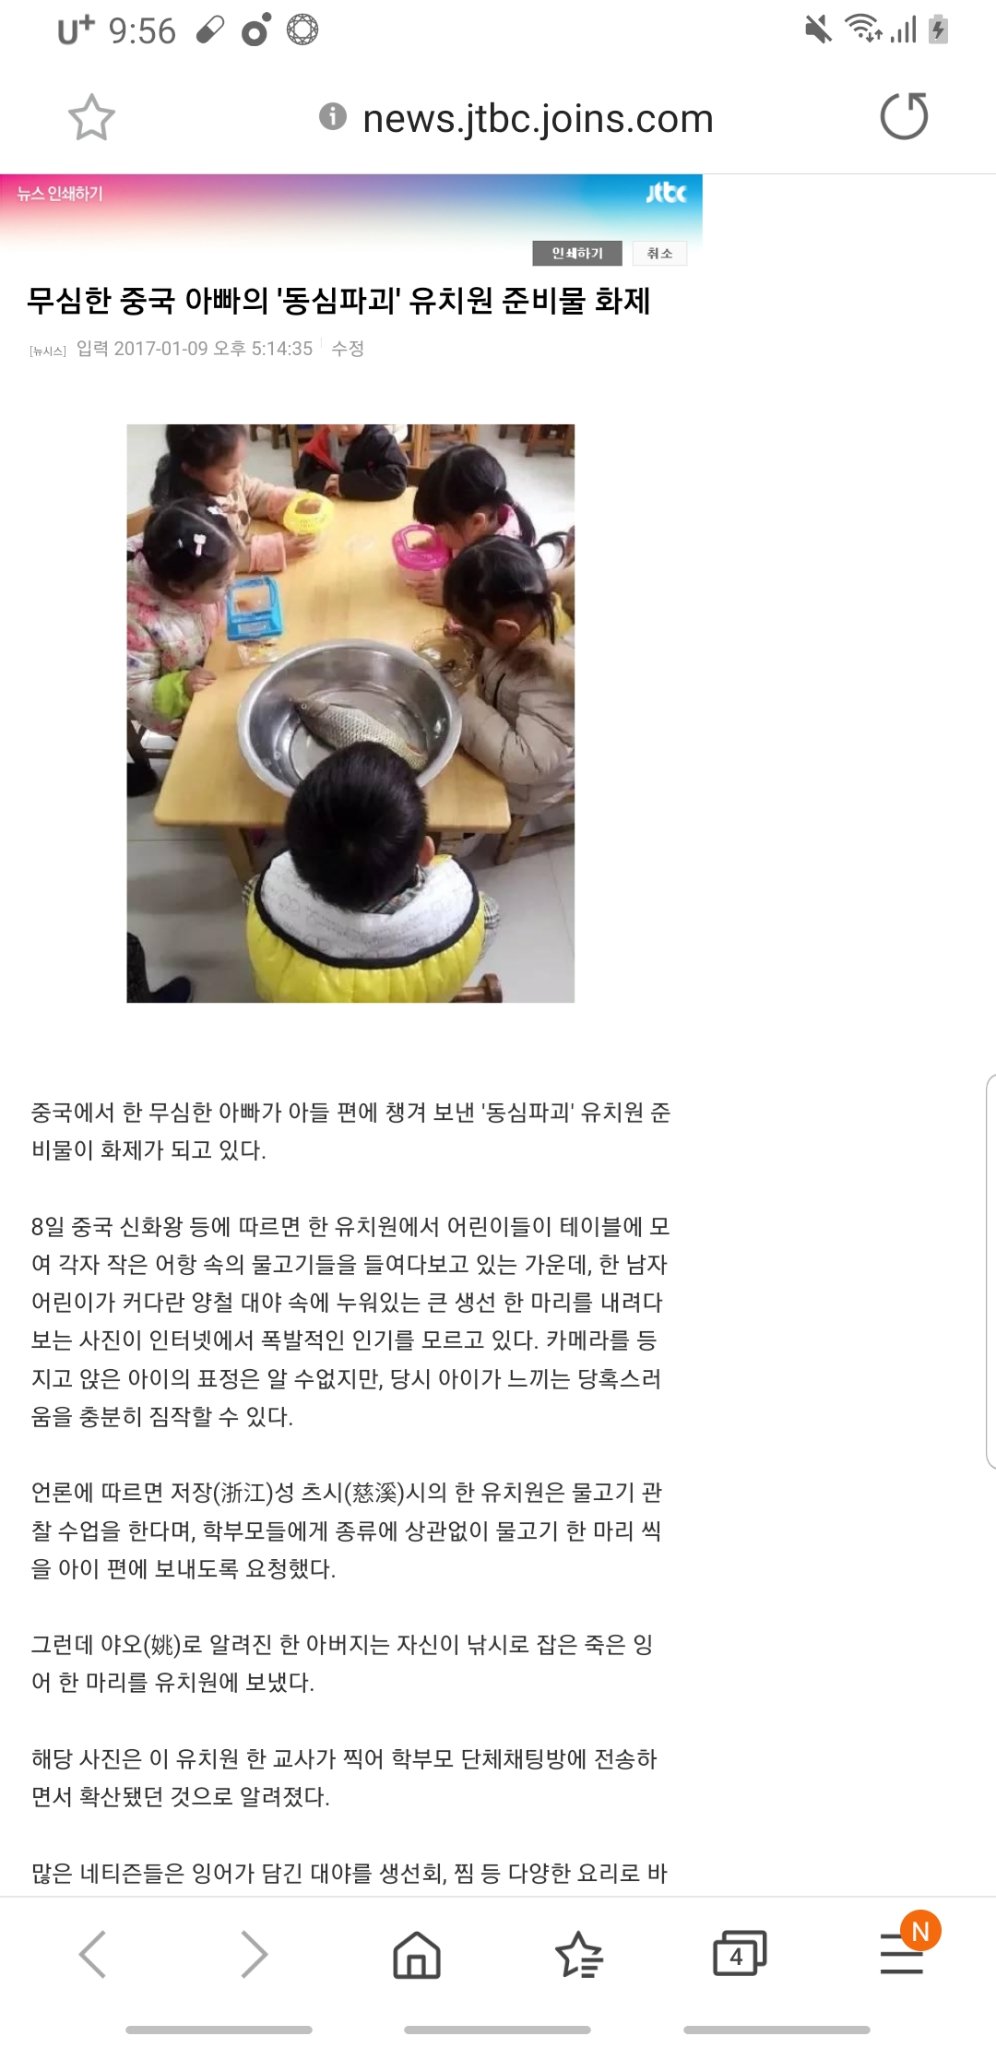 U+ 9:56
news.jtbc.joins.com
뉴스 인쇄하기
jtbc
인쇄하기 취소
무심한 중국 아빠의 '동심파괴' 유치원 준비물 화제
[뉴시스] 입력 2017-01-09 오후 5:14:35 수정
중국에서 한 무심한 아빠가 아들 편에 챙겨 보낸 '동심파괴' 유치원 준
비물이 화제가 되고 있다.
8일 중국 신화왕 등에 따르면 한 유치원에서 어린이들이 테이블에 모
여 각자 작은 어항 속의 물고기들을 들여다보고 있는 가운데, 한 남자
어린이가 커다란 양철 대야 속에 누워있는 큰 생선 한 마리를 내려다
보는 사진이 인터넷에서 폭발적인 인기를 모르고 있다. 카메라를 등
지고 앉은 아이의 표정은 알 수없지만, 당시 아이가 느끼는 당혹스러
움을 충분히 짐작할 수 있다.
언론에 따르면 저장(浙江)성 츠시(慈溪)시의 한 유치원은 물고기 관
찰 수업을 한다며, 학부모들에게 종류에 상관없이 물고기 한 마리 씩
을 아이 편에 보내도록 요청했다.
그런데 야오(姚)로 알려진 한 아버지는 자신이 낚시로 잡은 죽은 잉
어 한 마리를 유치원에 보냈다.
해당 사진은 이 유치원 한 교사가 찍어 학부모 단체채팅방에 전송하
면서 확산됐던 것으로 알려졌다.
많은 네티즌들은 잉어가 담긴 대야를 생선회, 찜 등 다양한 요리로 바
4
N